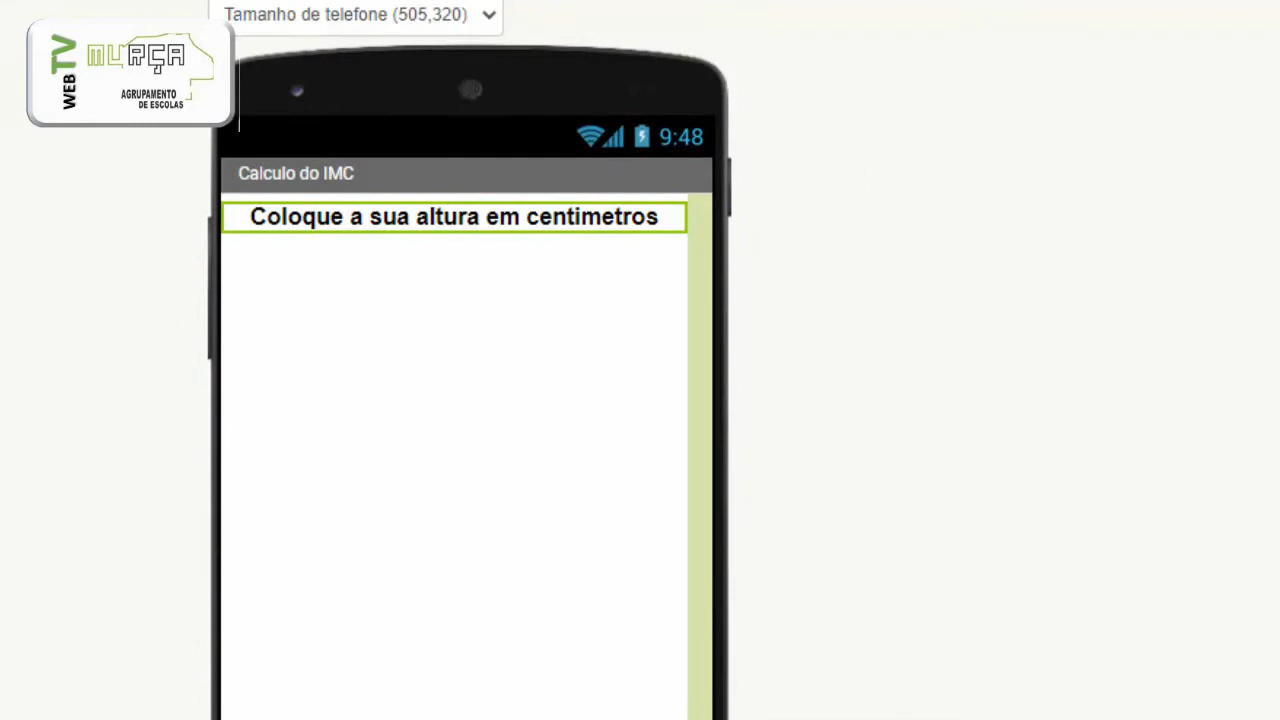 Tamanho de telefone (505,320)
WEB TV
MURÇA
AGRUPAMENTO
DE ESCOLAS
9:48
Calculo do IMC
Coloque a sua altura em centimetros